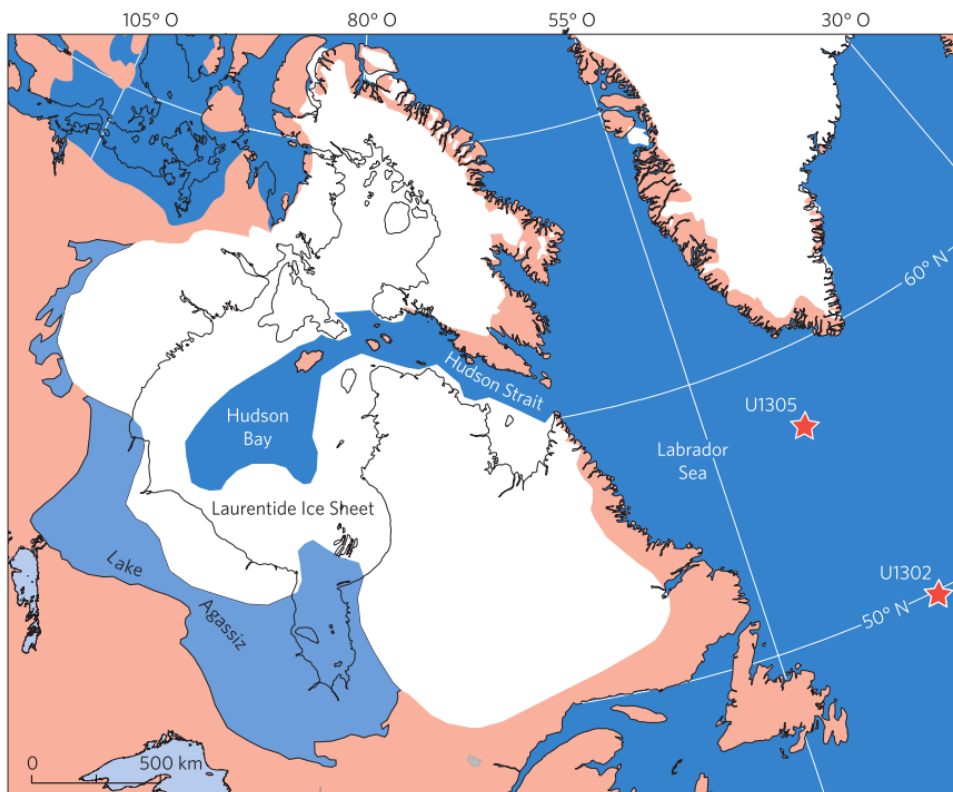 105° O
80° O
55° O
30° O
60° N
Hudson Strait
U1305
Hudson
Bay
Labrador
Sea
Laurentide Ice Sheet
Lake
Agassiz
U1302
50° N
0
500 km